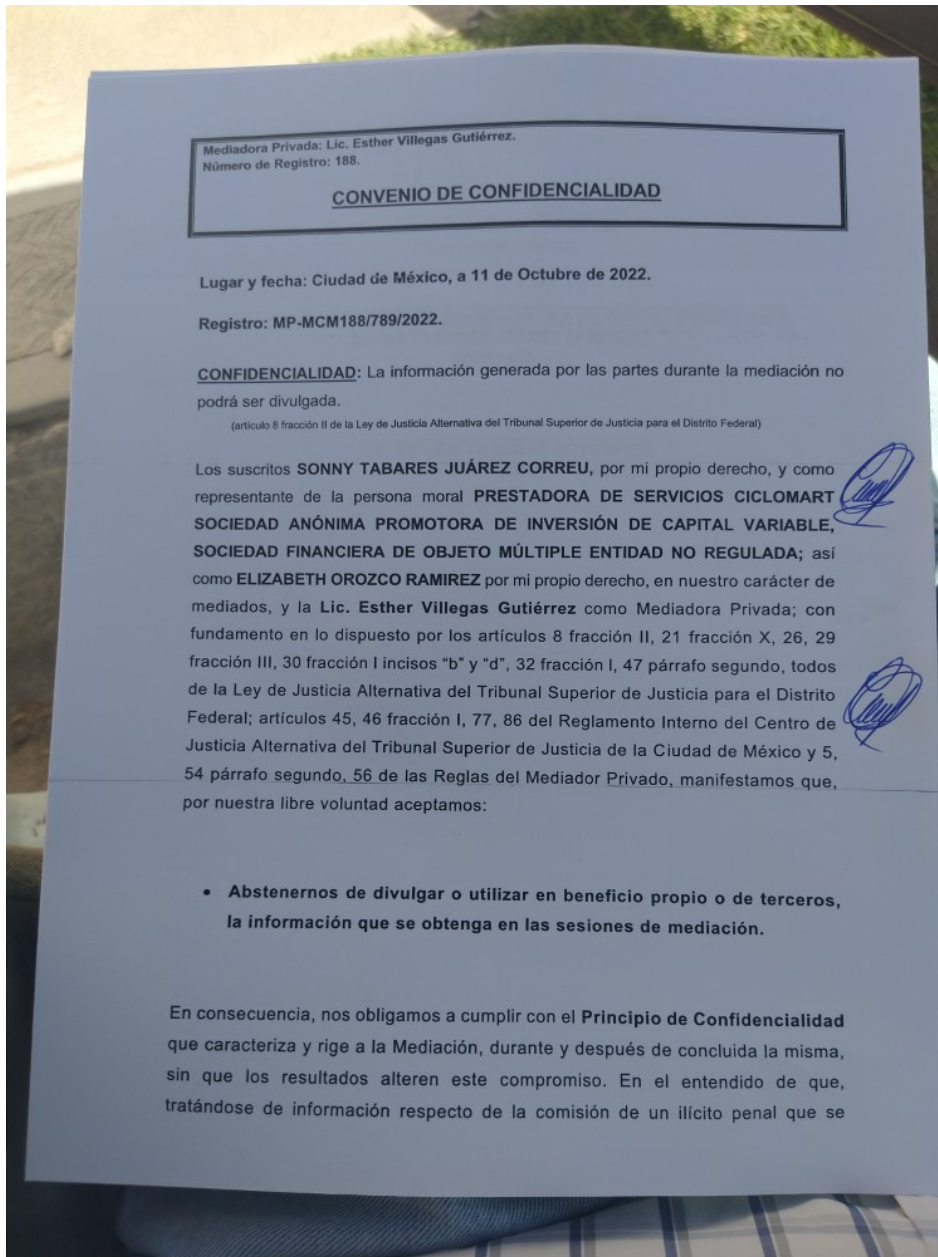 Mediadora Privada: Lic. Esther Villegas Gutiérrez.
Número de Registro: 188.
CONVENIO DE CONFIDENCIALIDAD
Lugar y fecha: Ciudad de México, a 11 de Octubre de 2022.
Registro: MP-MCM188/789/2022.
CONFIDENCIALIDAD: La información generada por las partes durante la mediación no
podrá ser divulgada.
(artículo 8 fracción II de la Ley de Justicia Alternativa del Tribunal Superior de Justicia para el Distrito Federal)
Los suscritos SONNY TABARES JUÁREZ CORREU, por mi propio derecho, y como
representante de la persona moral PRESTADORA DE SERVICIOS CICLOMART
SOCIEDAD ANÓNIMA PROMOTORA DE INVERSIÓN DE CAPITAL VARIABLE,
SOCIEDAD FINANCIERA DE OBJETO MÚLTIPLE ENTIDAD NO REGULADA; así
como ELIZABETH OROZCO RAMIREZ por mi propio derecho, en nuestro carácter de
mediados, y la Lic. Esther Villegas Gutiérrez como Mediadora Privada; con
fundamento en lo dispuesto por los artículos 8 fracción II, 21 fracción X, 26, 29
fracción III, 30 fracción I incisos “b” y “d”, 32 fracción I, 47 párrafo segundo, todos
de la Ley de Justicia Alternativa del Tribunal Superior de Justicia para el Distrito
Federal; artículos 45, 46 fracción I, 77, 86 del Reglamento Interno del Centro de
Justicia Alternativa del Tribunal Superior de Justicia de la Ciudad de México y 5,
54 párrafo segundo, 56 de las Reglas del Mediador Privado, manifestamos que,
por nuestra libre voluntad aceptamos:
• Abstenernos de divulgar o utilizar en beneficio propio o de terceros,
la información que se obtenga en las sesiones de mediación.
En consecuencia, nos obligamos a cumplir con el Principio de Confidencialidad
que caracteriza y rige a la Mediación, durante y después de concluida la misma,
sin que los resultados alteren este compromiso. En el entendido de que,
tratándose de información respecto de la comisión de un ilícito penal que se